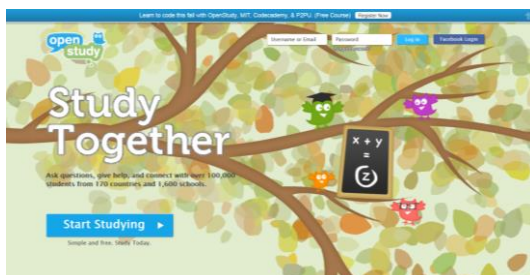 Learn to code this fall with OpenStudy, MIT, Codecademy, & P2PU. (Free Course) Register Now
open study
Username or Email Password Log In Facebook Login
Study
Together
x + y
=
z
Ask questions, give help, and connect with over 100,000
students from 170 countries and 1,600 schools.
Start Studying
Simple and free. Study Today.